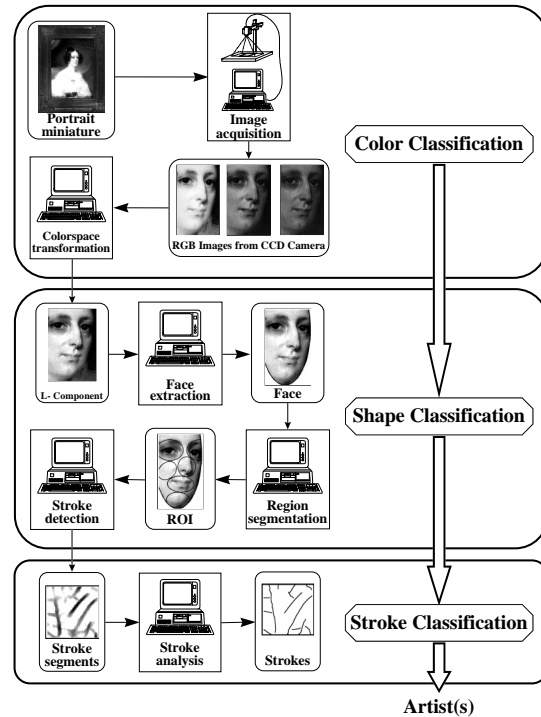 Portrait
miniature
Image
acquisition
Color Classification
Colorspace
transformation
RGB Images from CCD Camera
L- Component
Face
extraction
Face
Shape Classification
Stroke
detection
ROI
Region
segmentation
Stroke
segments
Stroke
analysis
Strokes
Stroke Classification
Artist(s)